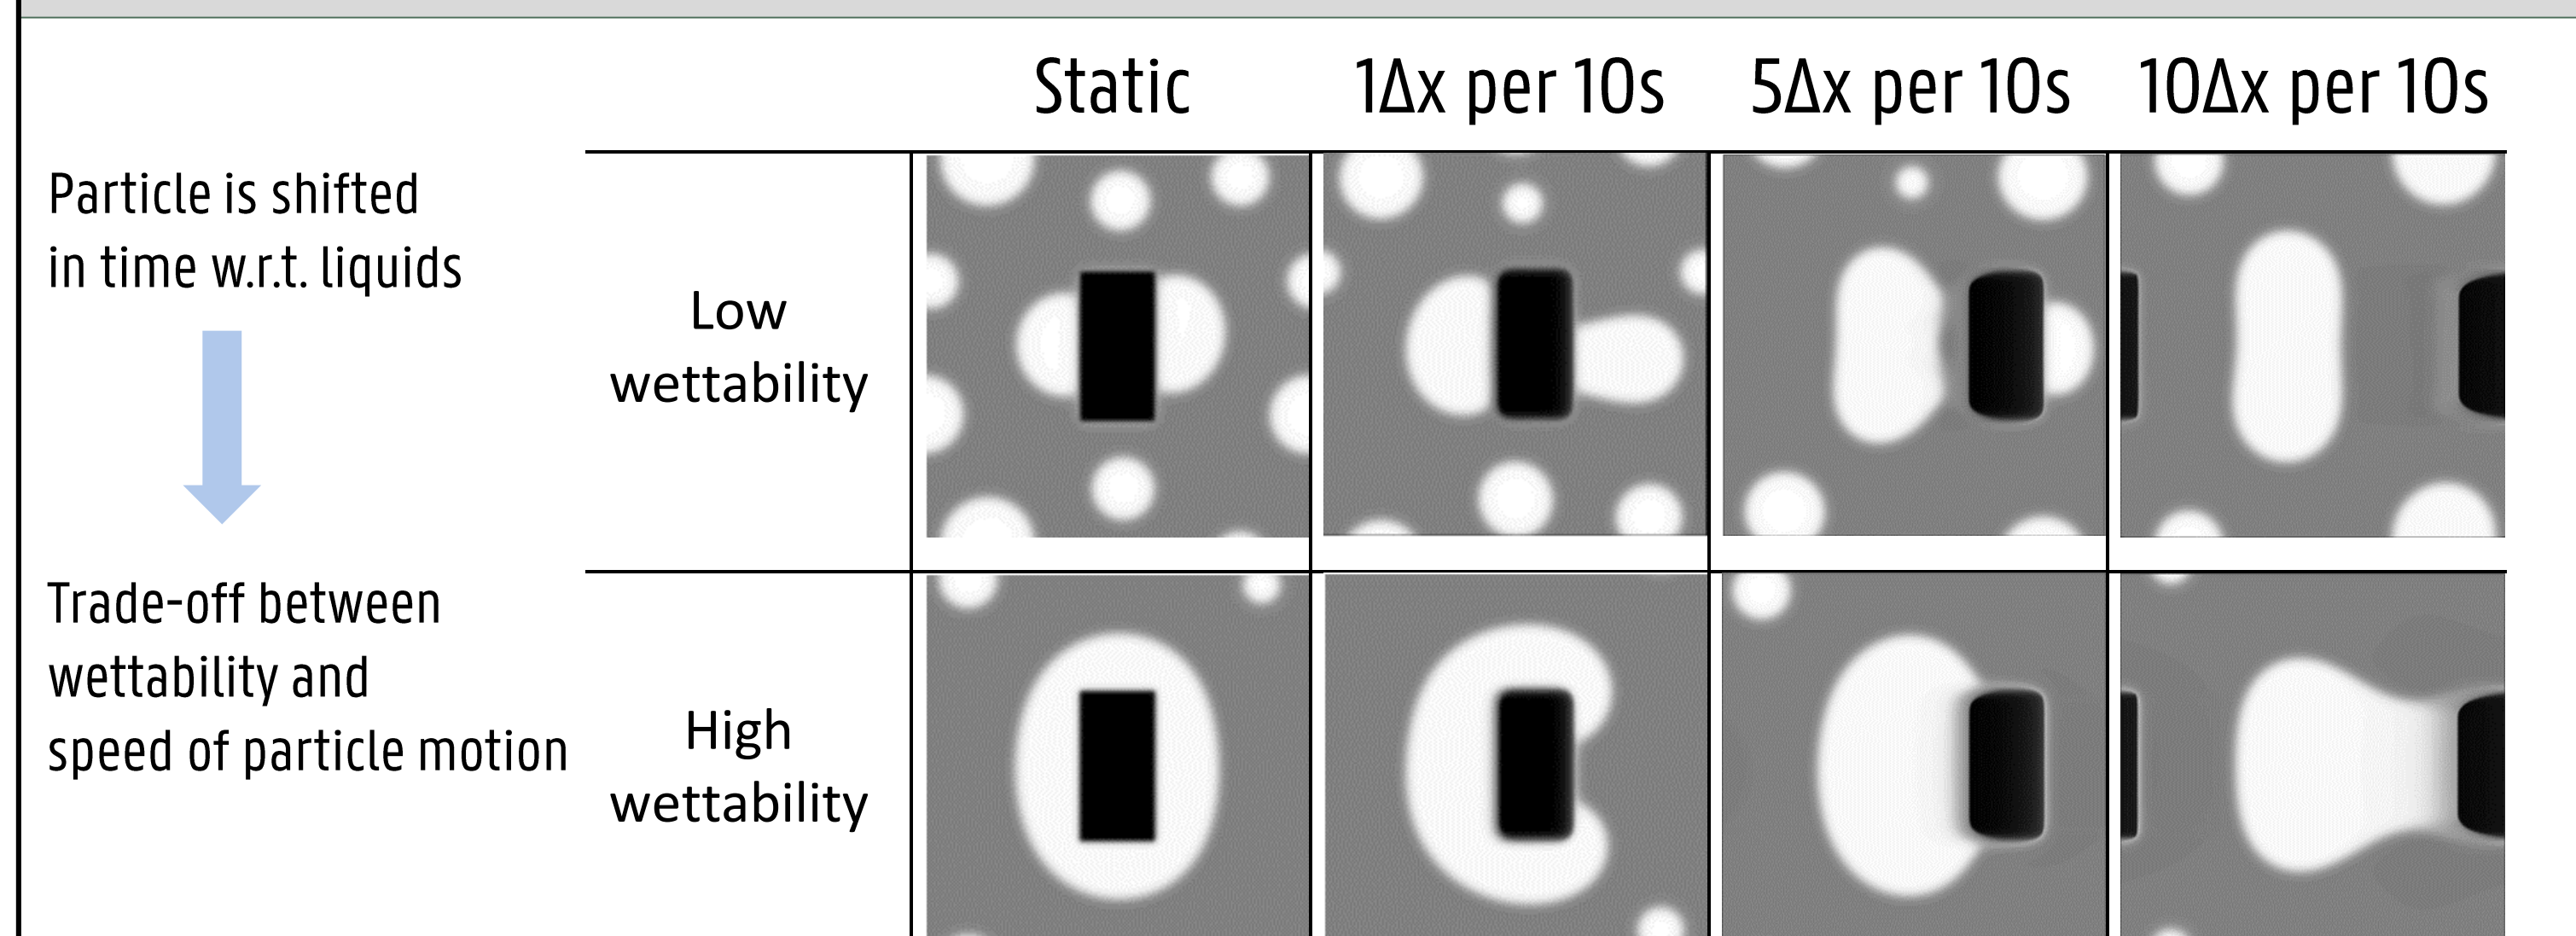 Static
1Δx per 10s
5Δx per 10s
10Δx per 10s
Particle is shifted
in time w.r.t. liquids
Low
wettability
Trade-off between
wettability and
speed of particle motion
High
wettability